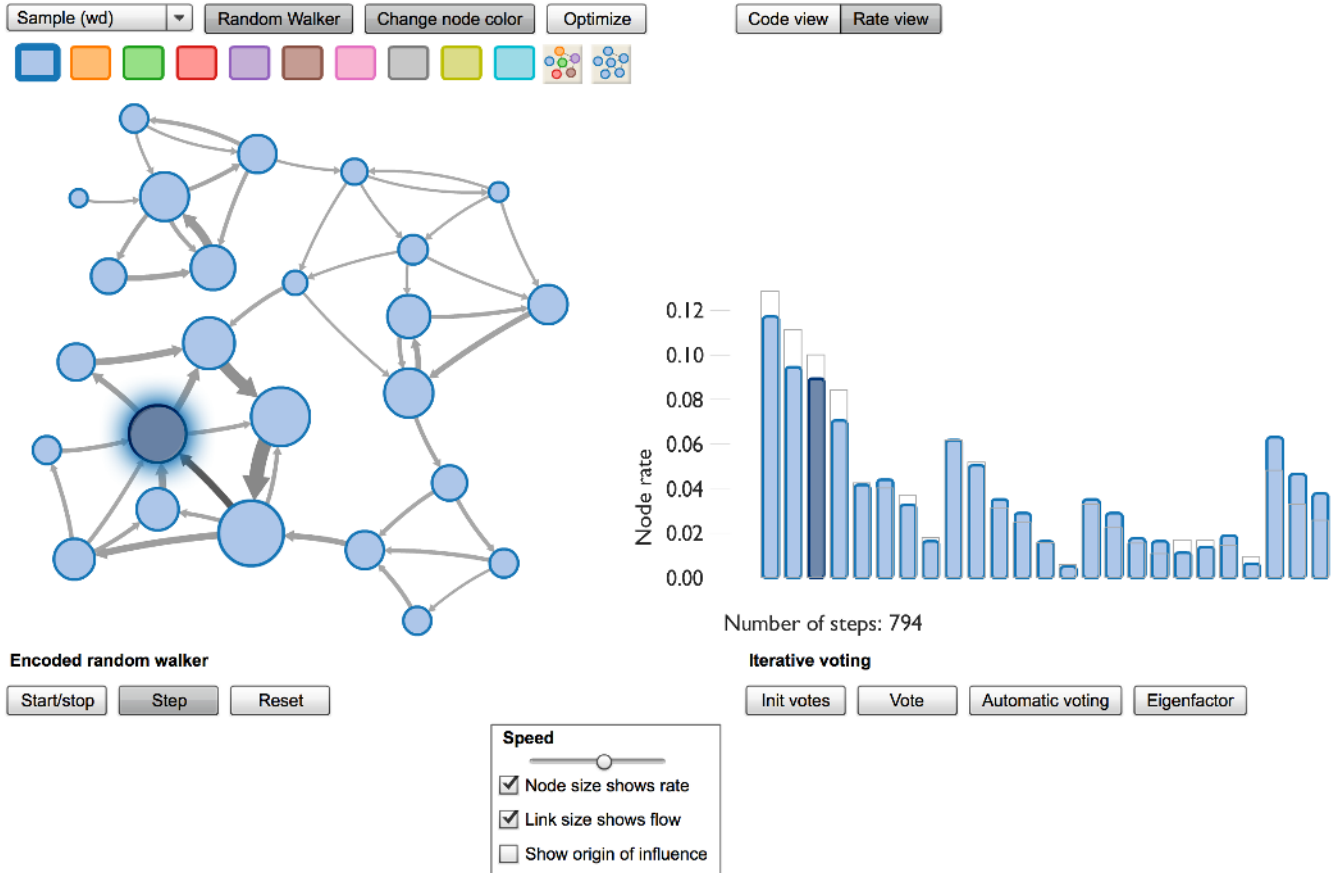 Sample (wd) Random Walker Change node color Optimize Code view Rate view
0.12
0.10
0.08
0.06
0.04
0.02
0.00
Node rate
Number of steps: 794
Encoded random walker Iterative voting
Start/stop Step Reset Init votes Vote Automatic voting Eigenfactor
Speed
Node size shows rate
Link size shows flow
Show origin of influence